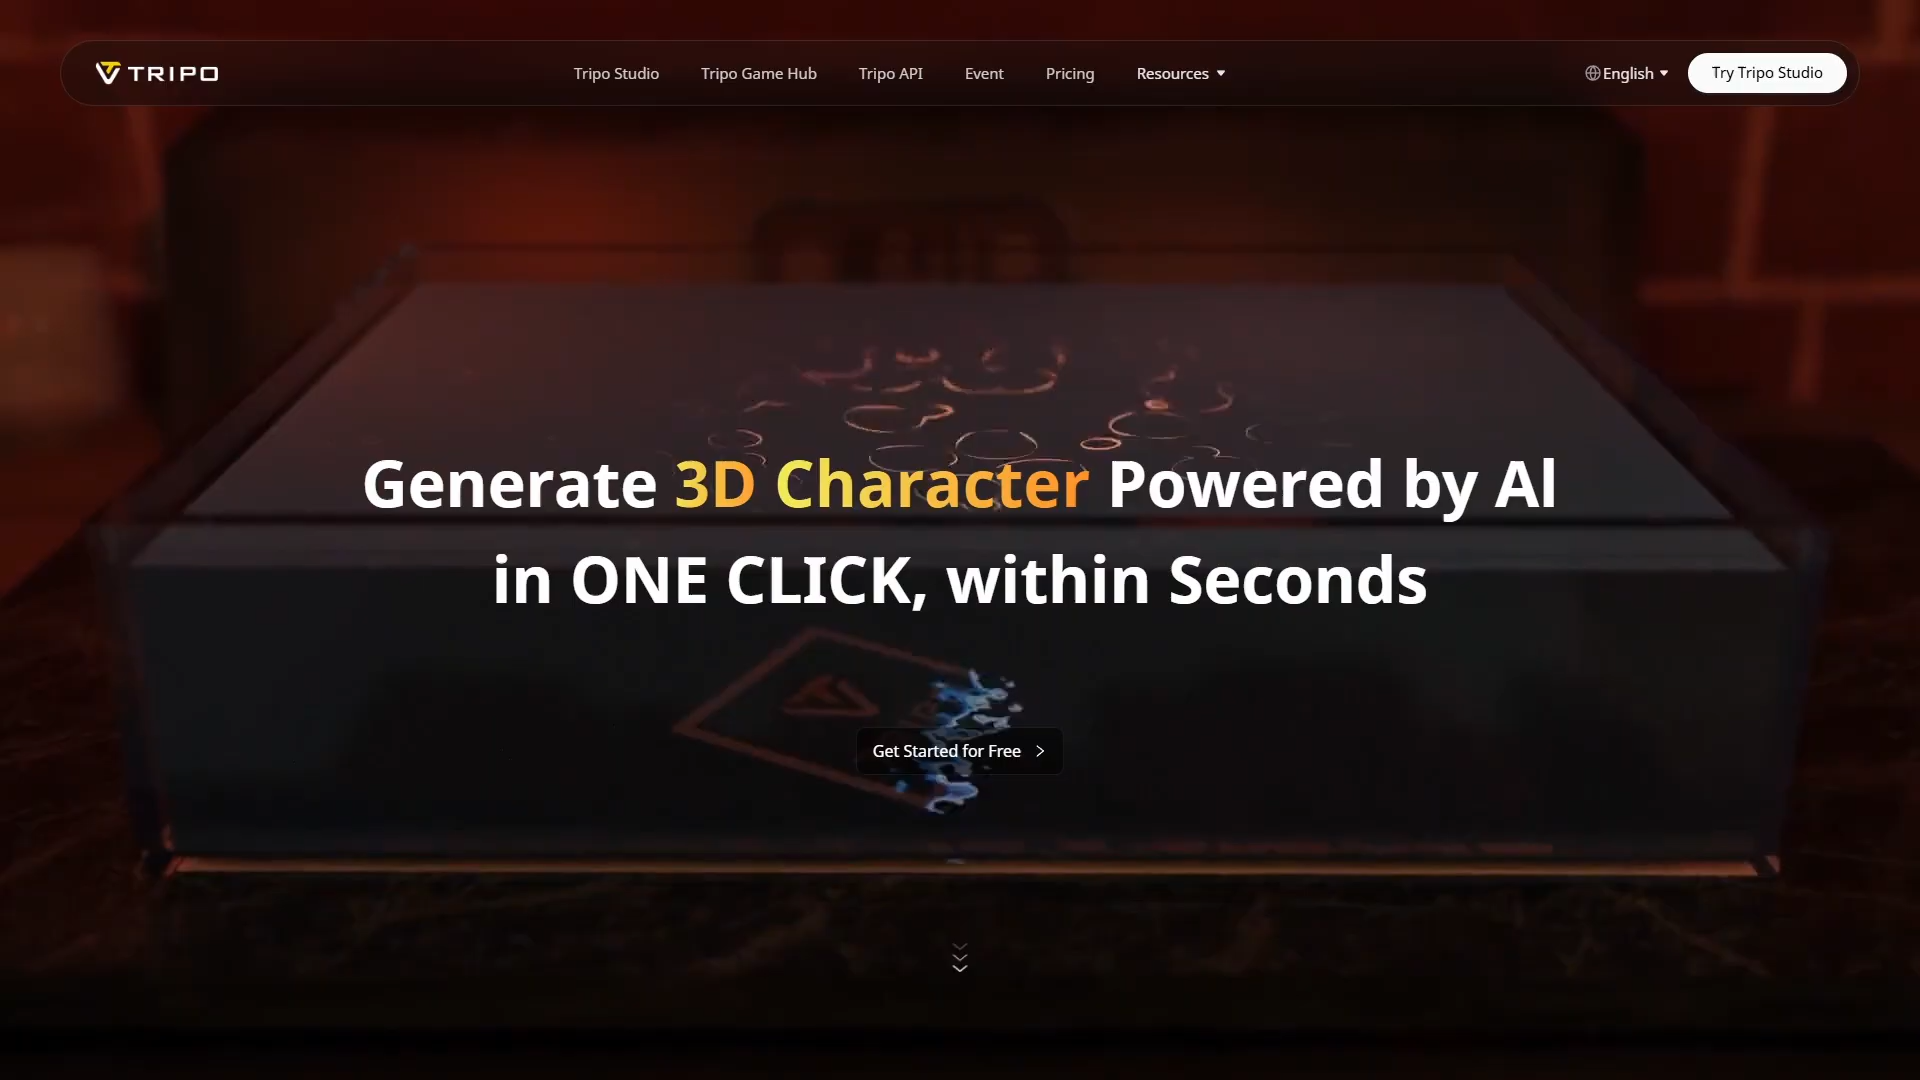 TRIPO
Tripo Studio
Tripo Game Hub
Tripo API
Event
Pricing
Resources
English
Try Tripo Studio
Generate 3D Character Powered by AI
in ONE CLICK, within Seconds
Get Started for Free